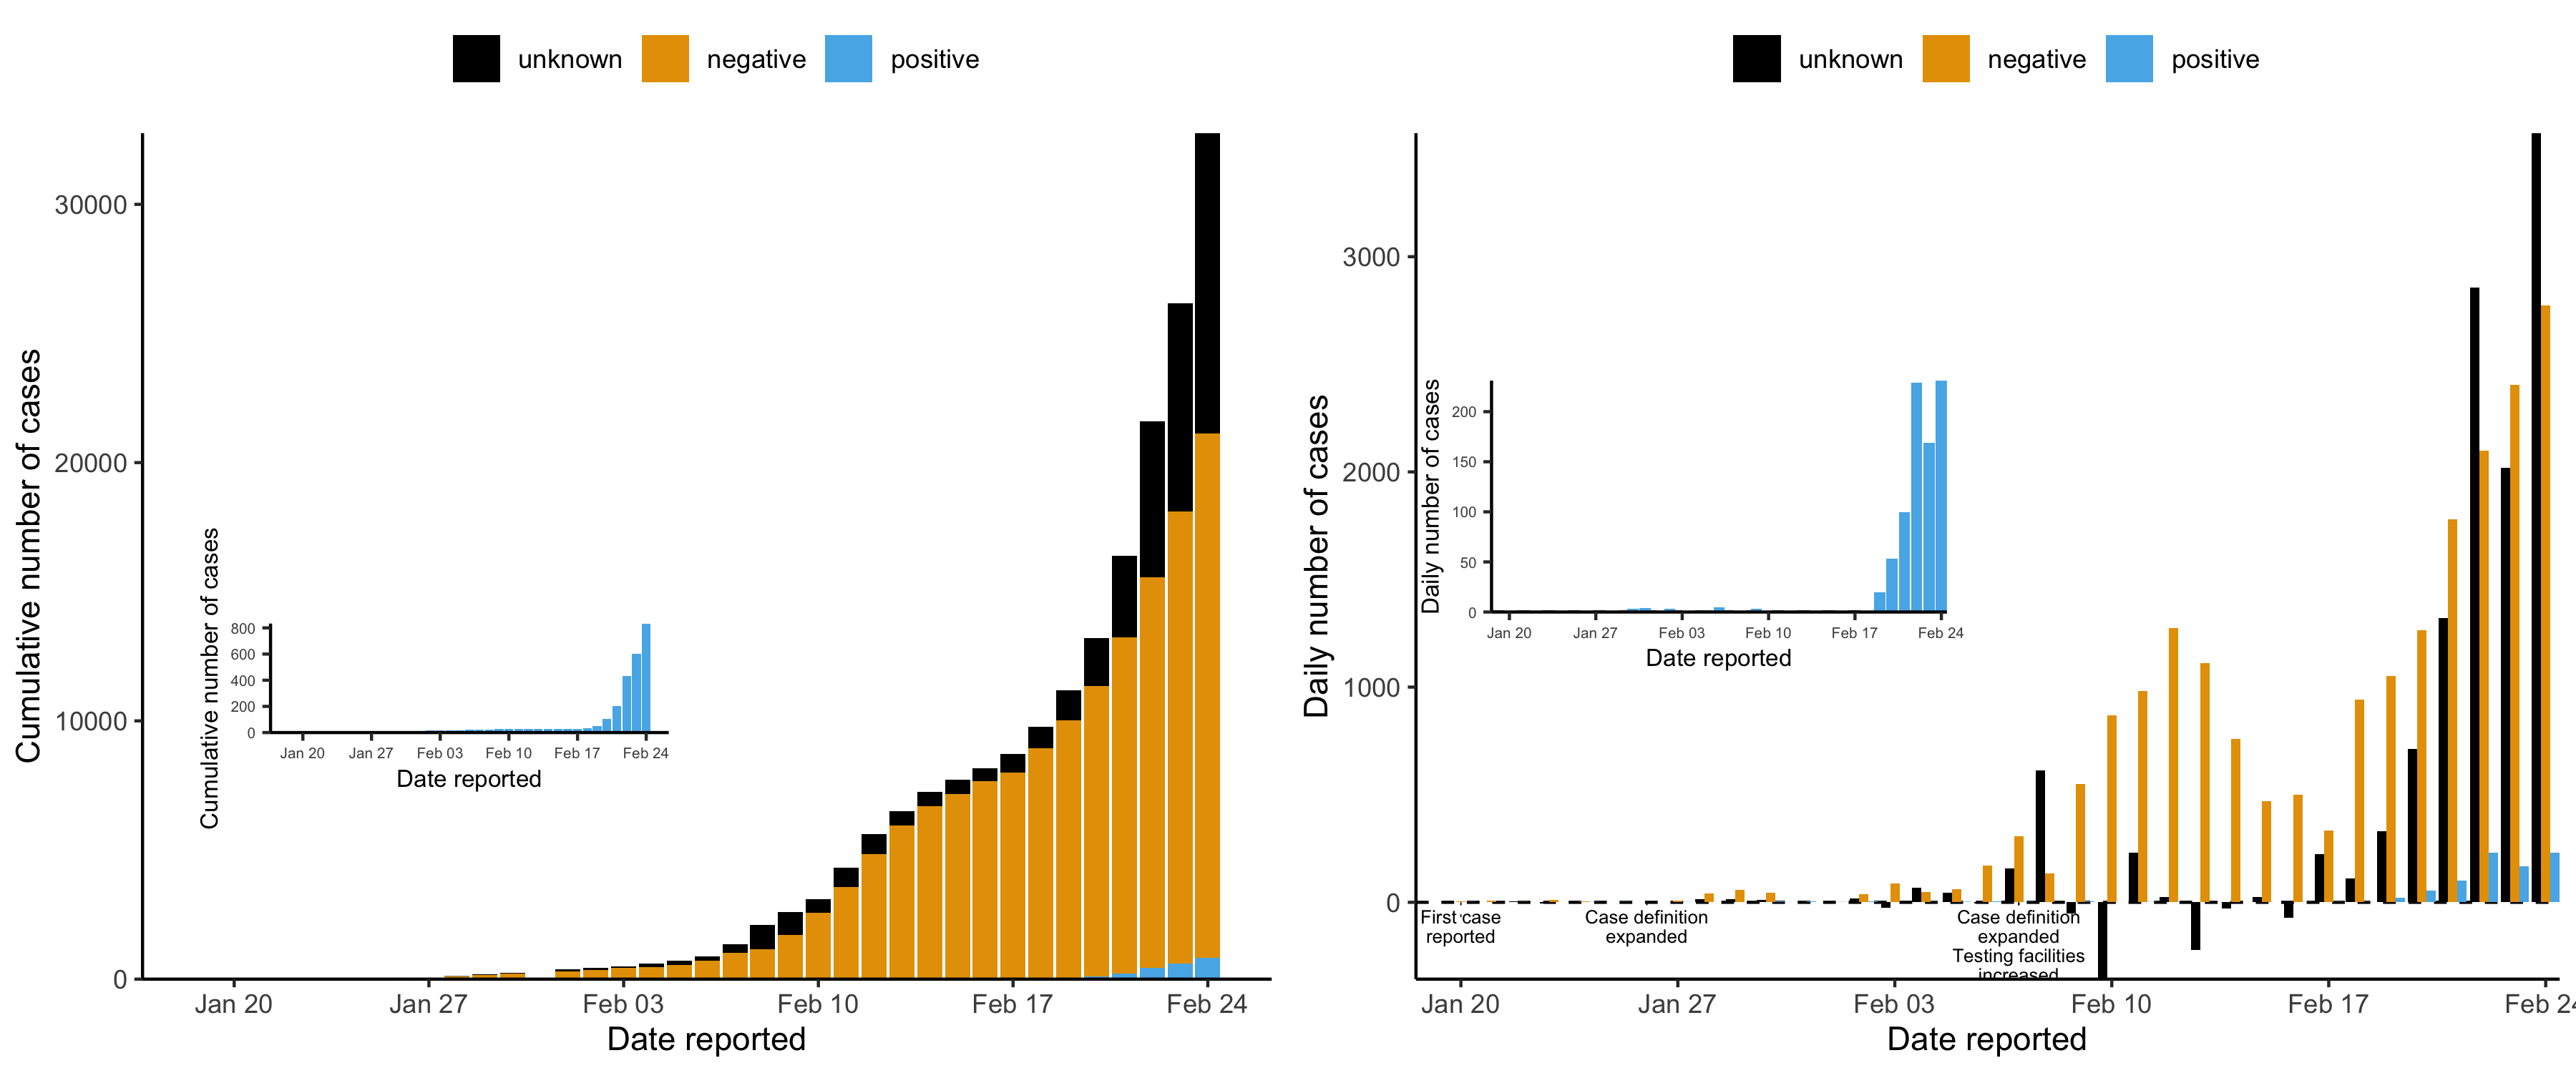 unknown negative positive
Cumulative number of cases
30000
20000
10000
0
Jan 20 Jan 27 Feb 03 Feb 10 Feb 17 Feb 24
Date reported
Cumulative number of cases
800
600
400
200
0
Jan 20 Jan 27 Feb 03 Feb 10 Feb 17 Feb 24
Date reported
unknown negative positive
Daily number of cases
3000
2000
1000
0
Daily number of cases
200
150
100
50
0
Jan 20 Jan 27 Feb 03 Feb 10 Feb 17 Feb 24
Date reported
First case
reported
Case definition
expanded
Case definition
expanded
Testing facilities
increased
Jan 20 Jan 27 Feb 03 Feb 10 Feb 17 Feb 24
Date reported